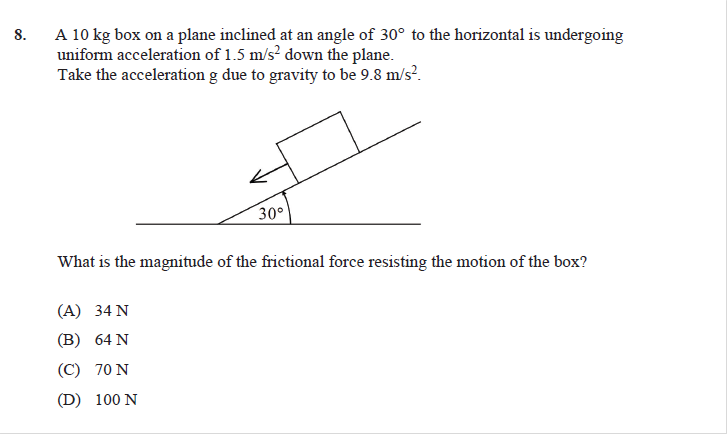 8. A 10 kg box on a plane inclined at an angle of 30° to the horizontal is undergoing
uniform acceleration of 1.5 m/s² down the plane.
Take the acceleration g due to gravity to be 9.8 m/s².
30°
What is the magnitude of the frictional force resisting the motion of the box?
(A) 34 N
(B) 64 N
(C) 70 N
(D) 100 N